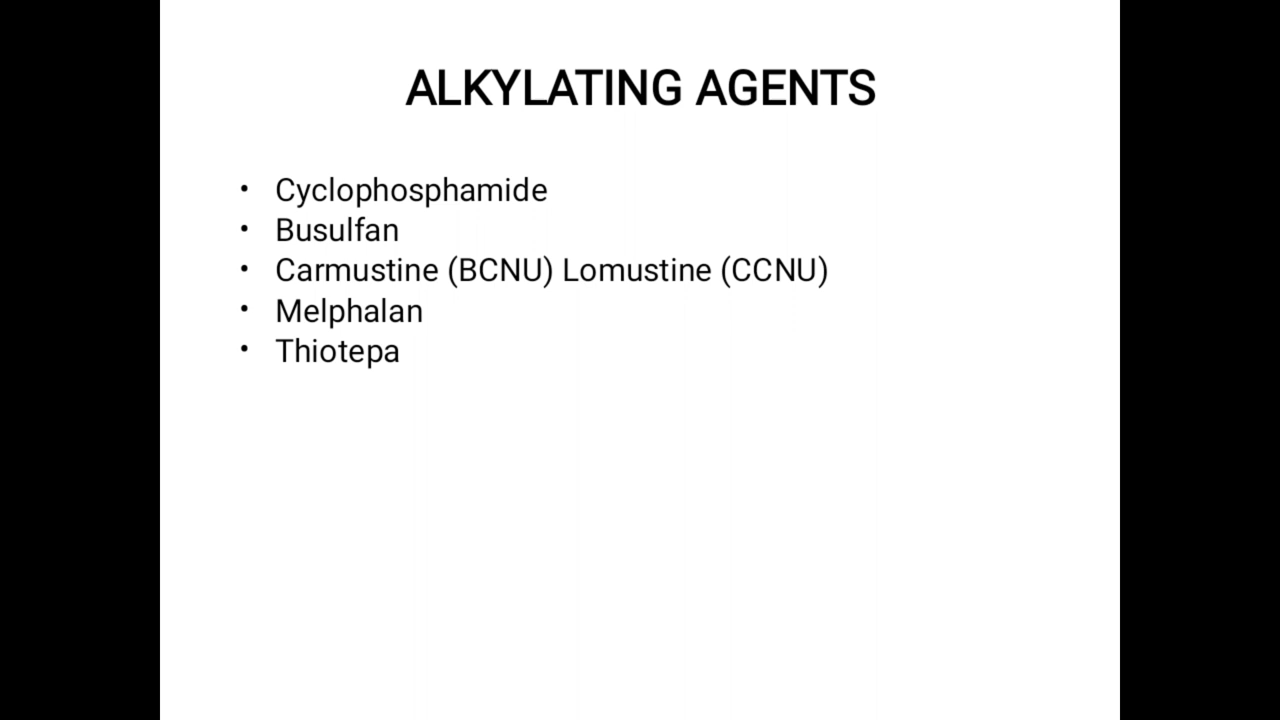 ALKYLATING AGENTS
• Cyclophosphamide
• Busulfan
• Carmustine (BCNU) Lomustine (CCNU)
• Melphalan
• Thiotepa